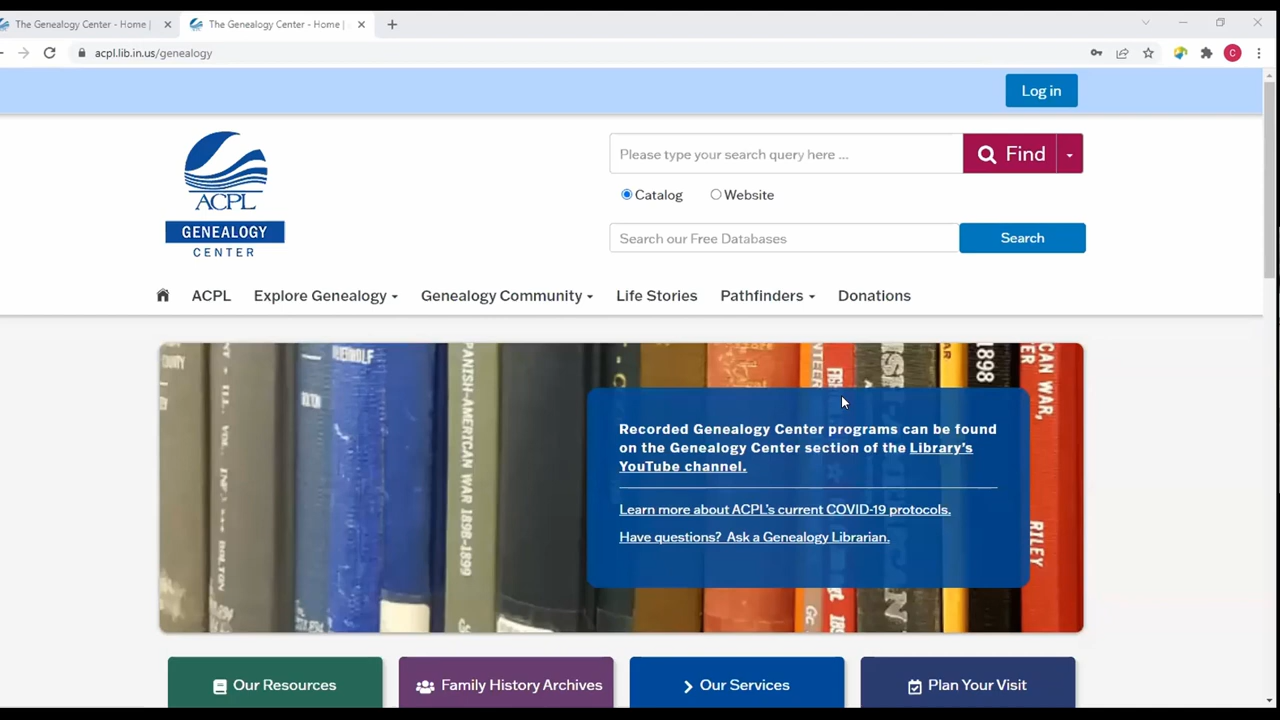 The Genealogy Center - Home |
The Genealogy Center - Home |
acpl.lib.in.us/genealogy
C
Log in
Please type your search query here ...
Find
ACPL
GENEALOGY
CENTER
Catalog
Website
Search our Free Databases
Search
ACPL
Explore Genealogy
Genealogy Community
Life Stories
Pathfinders
Donations
PANISH-AMERICAN WAR 1898-1899
BOLTON
1898
CAN WAR,
RILEY
Gc
Recorded Genealogy Center programs can be found
on the Genealogy Center section of the Library's
YouTube channel.
Learn more about ACPL's current COVID-19 protocols.
Have questions? Ask a Genealogy Librarian.
Our Resources
Family History Archives
Our Services
Plan Your Visit